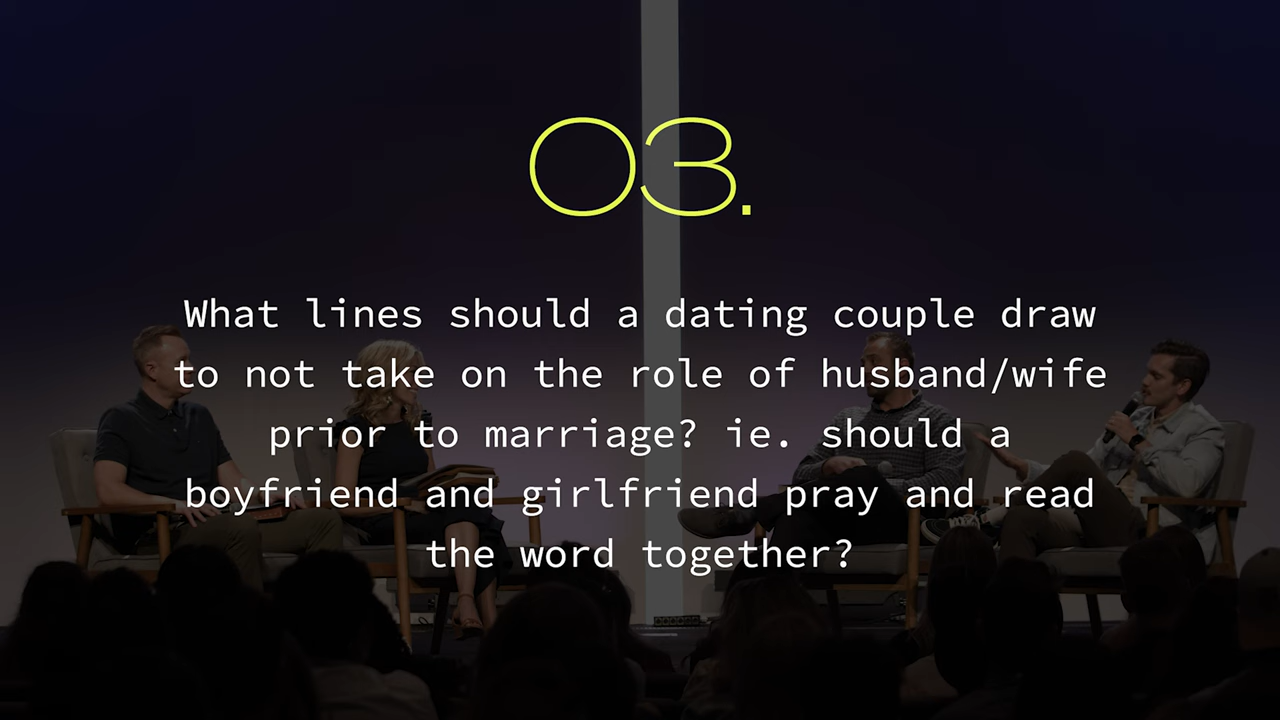 03.
What lines should a dating couple draw
to not take on the role of husband/wife
prior to marriage? ie. should a
boyfriend and girlfriend pray and read
the word together?